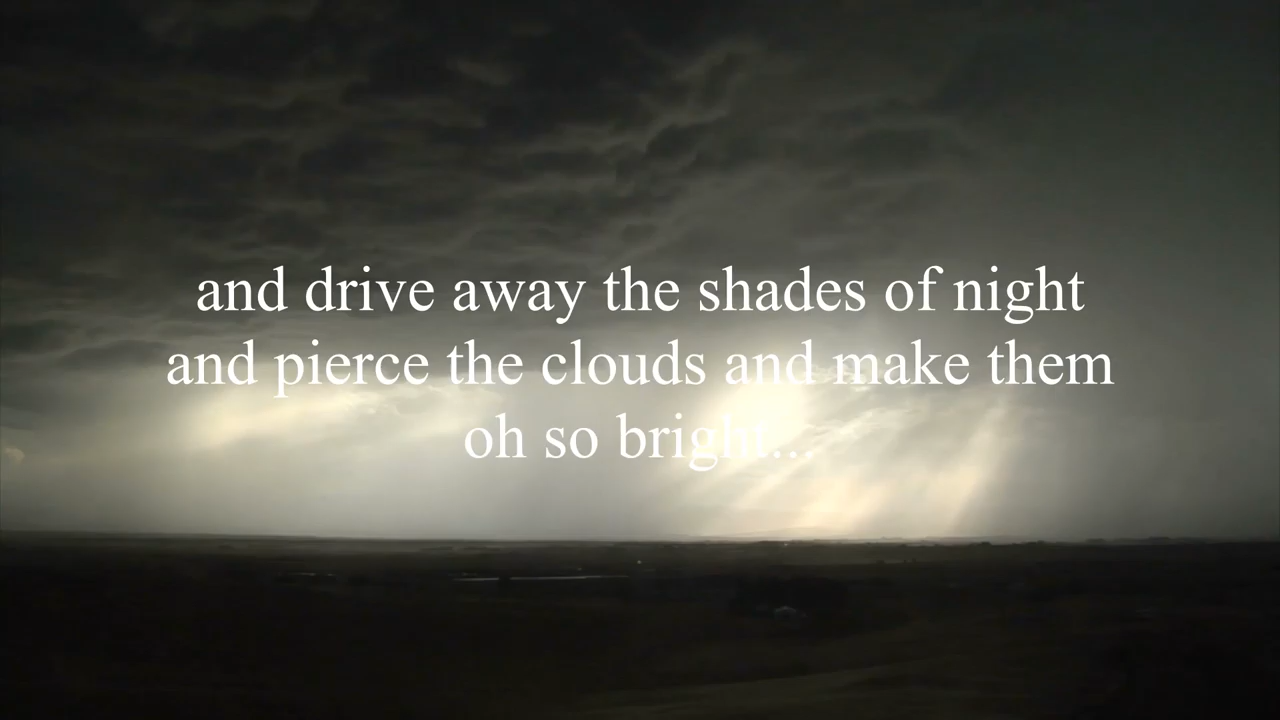 and drive away the shades of night
and pierce the clouds and make them
oh so bright...